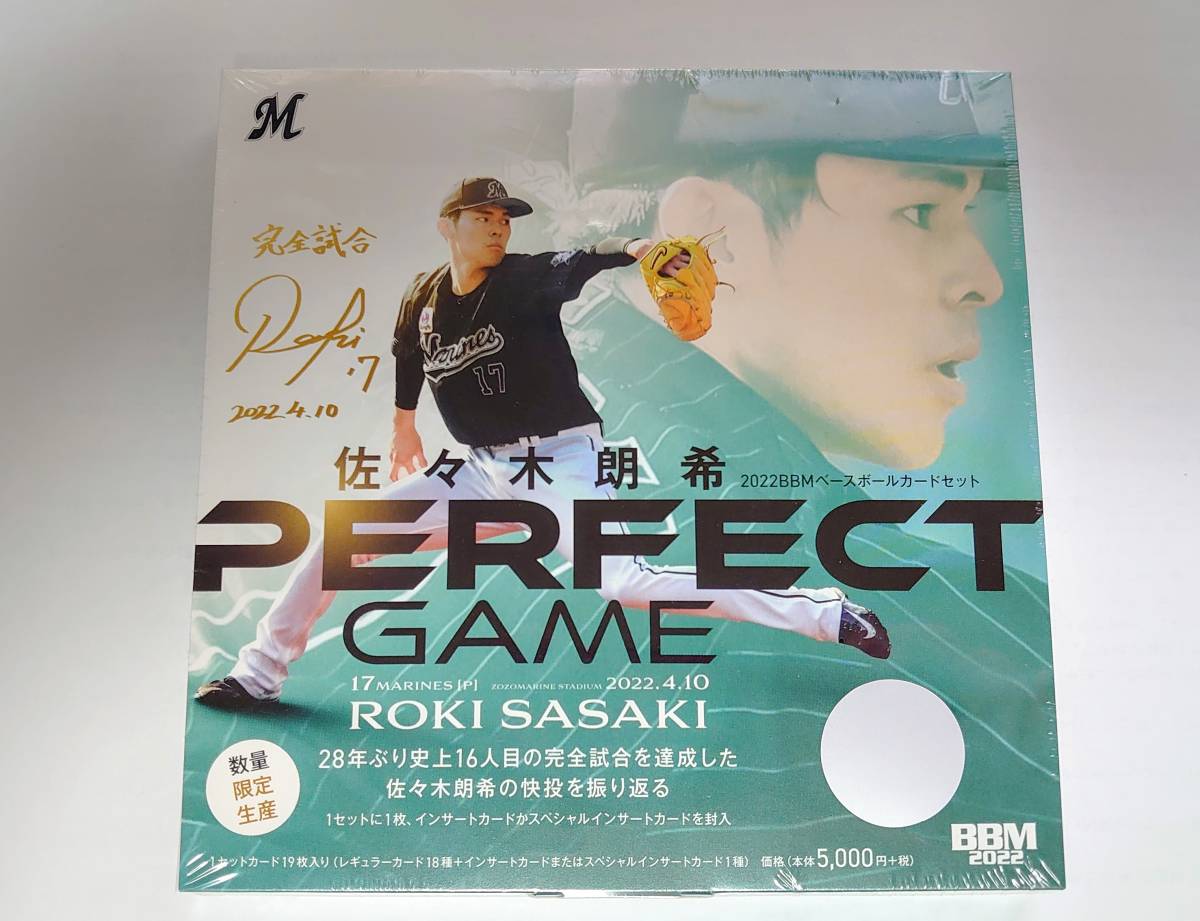 M
M
完全試合
Roki
17
2022.4.10
Marines
17
佐々木朗希
2022BBMベースボールカードセット
PERFECT
GAME
17 MARINES [P] ZOZOMARINE STADIUM 2022.4.10
ROKI SASAKI
28年ぶり史上16人目の完全試合を達成した
佐々木朗希の快投を振り返る
1セットに1枚、インサートカードかスペシャルインサートカードを封入
数量
限定
生産
BBM
2022
1セットカード19枚入り(レギュラーカード18種+インサートカードまたはスペシャルインサートカード1種) 価格(本体5,000円+税)